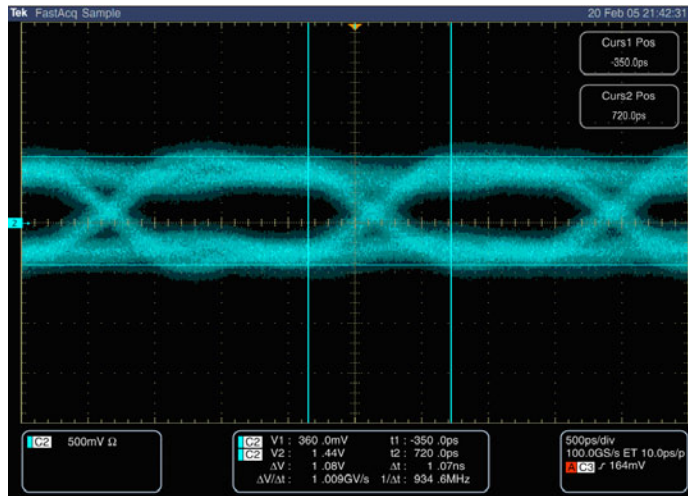 Tek FastAcq Sample 20 Feb 05 21:42:31
Curs1 Pos
-350.0ps
Curs2 Pos
720.0ps
2
C2 500mV Ω
C2 V1 : 360 .0mV t1 : -350 .0ps
C2 V2 : 1 .44V t2 : 720 .0ps
ΔV : 1 .08V Δt : 1 .07ns
ΔV/Δt : 1 .009GV/s 1/Δt : 934 .6MHz
500ps/div
100.0GS/s ET 10.0ps/p
A C3 164mV